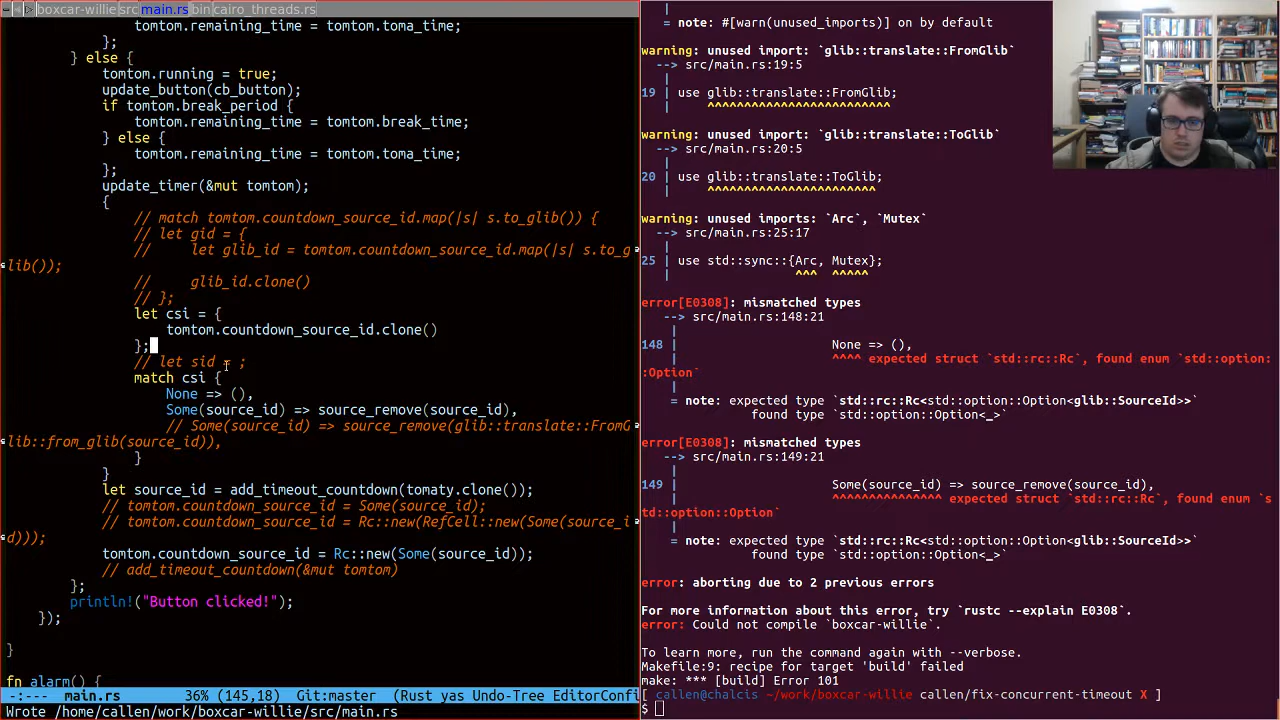 boxcar-willie src main.rs bin cairo_threads.rs
tomtom.remaining_time = tomtom.toma_time;
};
} else {
tomtom.running = true;
update_button(cb_button);
if tomtom.break_period {
tomtom.remaining_time = tomtom.break_time;
} else {
tomtom.remaining_time = tomtom.toma_time;
};
update_timer(&mut tomtom);
{
// match tomtom.countdown_source_id.map(|s| s.to_glib()) {
// let gid = {
//     let glib_id = tomtom.countdown_source_id.map(|s| s.to_g
lib());
//     glib_id.clone()
// };
let csi = {
tomtom.countdown_source_id.clone()
};
// let sid = ;
match csi {
None => (),
Some(source_id) => source_remove(source_id),
// Some(source_id) => source_remove(glib::translate::FromG
lib::from_glib(source_id)),
}
}
let source_id = add_timeout_countdown(tomaty.clone());
// tomtom.countdown_source_id = Some(source_id);
// tomtom.countdown_source_id = Rc::new(RefCell::new(Some(source_i
d)));
tomtom.countdown_source_id = Rc::new(Some(source_id));
// add_timeout_countdown(&mut tomtom)
};
println!("Button clicked!");
});
}
fn alarm() {
-:---  main.rs        36% (145,18)   Git:master  (Rust yas Undo-Tree EditorConfi
Wrote /home/callen/work/boxcar-willie/src/main.rs
|
= note: #[warn(unused_imports)] on by default
warning: unused import: `glib::translate::FromGlib`
--> src/main.rs:19:5
|
19 | use glib::translate::FromGlib;
|     ^^^^^^^^^^^^^^^^^^^^^^^^^
warning: unused import: `glib::translate::ToGlib`
--> src/main.rs:20:5
|
20 | use glib::translate::ToGlib;
|     ^^^^^^^^^^^^^^^^^^^^^^^
warning: unused imports: `Arc`, `Mutex`
--> src/main.rs:25:17
|
25 | use std::sync::{Arc, Mutex};
|                 ^^^  ^^^^^
error[E0308]: mismatched types
--> src/main.rs:148:21
|
148 |                     None => (),
|                     ^^^^ expected struct `std::rc::Rc`, found enum `std::option:
:Option`
|
= note: expected type `std::rc::Rc<std::option::Option<glib::SourceId>>`
found type `std::option::Option<_>`
error[E0308]: mismatched types
--> src/main.rs:149:21
|
149 |                     Some(source_id) => source_remove(source_id),
|                     ^^^^^^^^^^^^^^^ expected struct `std::rc::Rc`, found enum `s
td::option::Option`
|
= note: expected type `std::rc::Rc<std::option::Option<glib::SourceId>>`
found type `std::option::Option<_>`
error: aborting due to 2 previous errors
For more information about this error, try `rustc --explain E0308`.
error: Could not compile `boxcar-willie`.
To learn more, run the command again with --verbose.
Makefile:9: recipe for target 'build' failed
make: *** [build] Error 101
[ callen@chalcis ~/work/boxcar-willie callen/fix-concurrent-timeout X ]
$